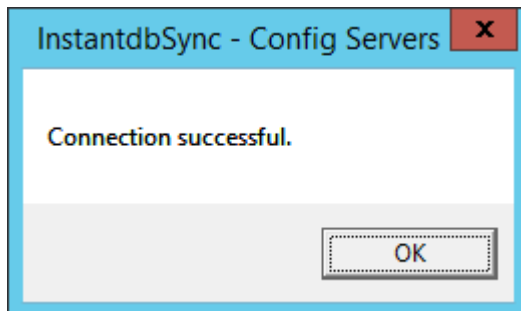 InstantdbSync - Config Servers x
Connection successful.
OK